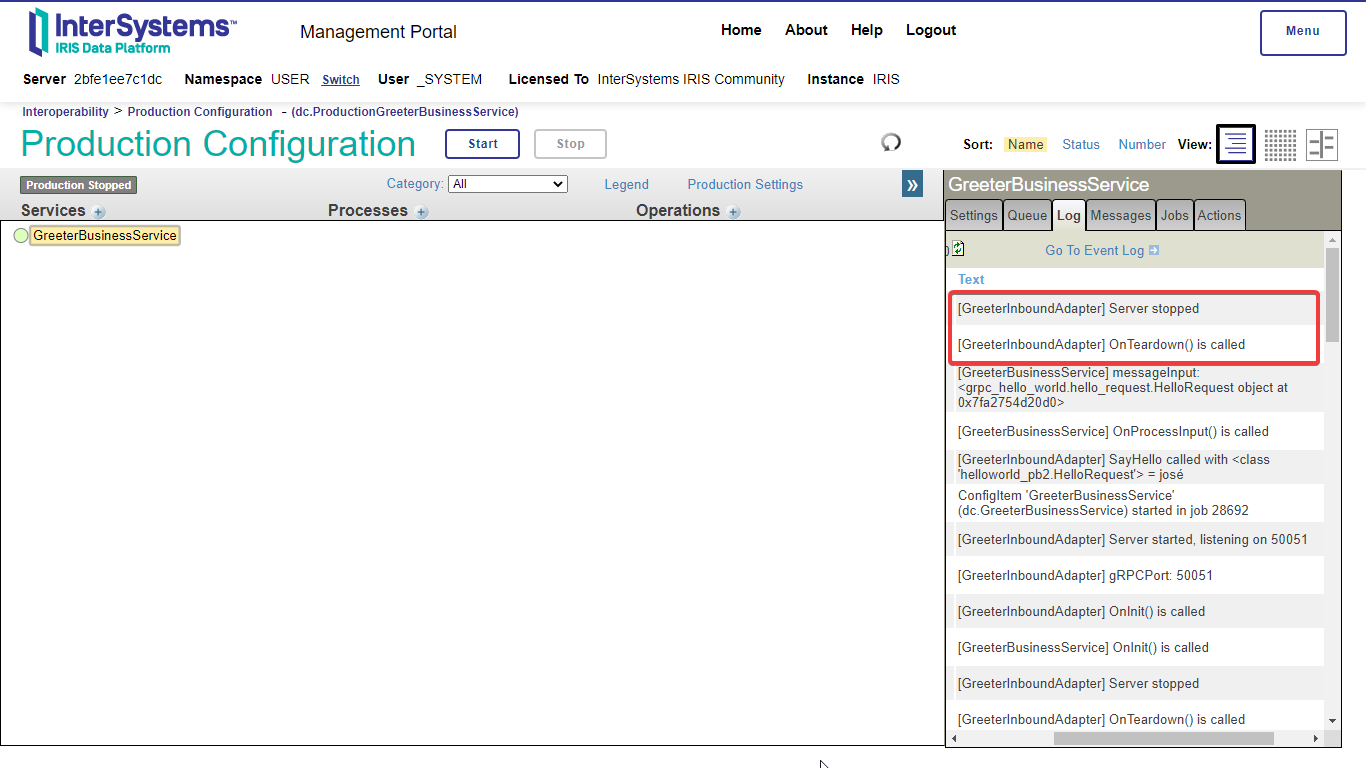 InterSystems™
IRIS Data Platform
Management Portal
Home About Help Logout
Menu
Server 2bfe1ee7c1dc Namespace USER Switch User _SYSTEM Licensed To InterSystems IRIS Community Instance IRIS
Interoperability > Production Configuration - (dc.ProductionGreeterBusinessService)
Production Configuration
Start
Stop
Sort: Name Status Number View:
Production Stopped
Category: All
Legend
Production Settings
»
Services +
Processes +
Operations +
GreeterBusinessService
GreeterBusinessService
Settings Queue Log Messages Jobs Actions
Go To Event Log
Text
[GreeterInboundAdapter] Server stopped
[GreeterInboundAdapter] OnTeardown() is called
[GreeterBusinessService] messageInput:
<grpc_hello_world.hello_request.HelloRequest object at
0x7fa2754d20d0>
[GreeterBusinessService] OnProcessInput() is called
[GreeterInboundAdapter] SayHello called with <class
'helloworld_pb2.HelloRequest'> = josé
ConfigItem 'GreeterBusinessService'
(dc.GreeterBusinessService) started in job 28692
[GreeterInboundAdapter] Server started, listening on 50051
[GreeterInboundAdapter] gRPCPort: 50051
[GreeterInboundAdapter] OnInit() is called
[GreeterBusinessService] OnInit() is called
[GreeterInboundAdapter] Server stopped
[GreeterInboundAdapter] OnTeardown() is called